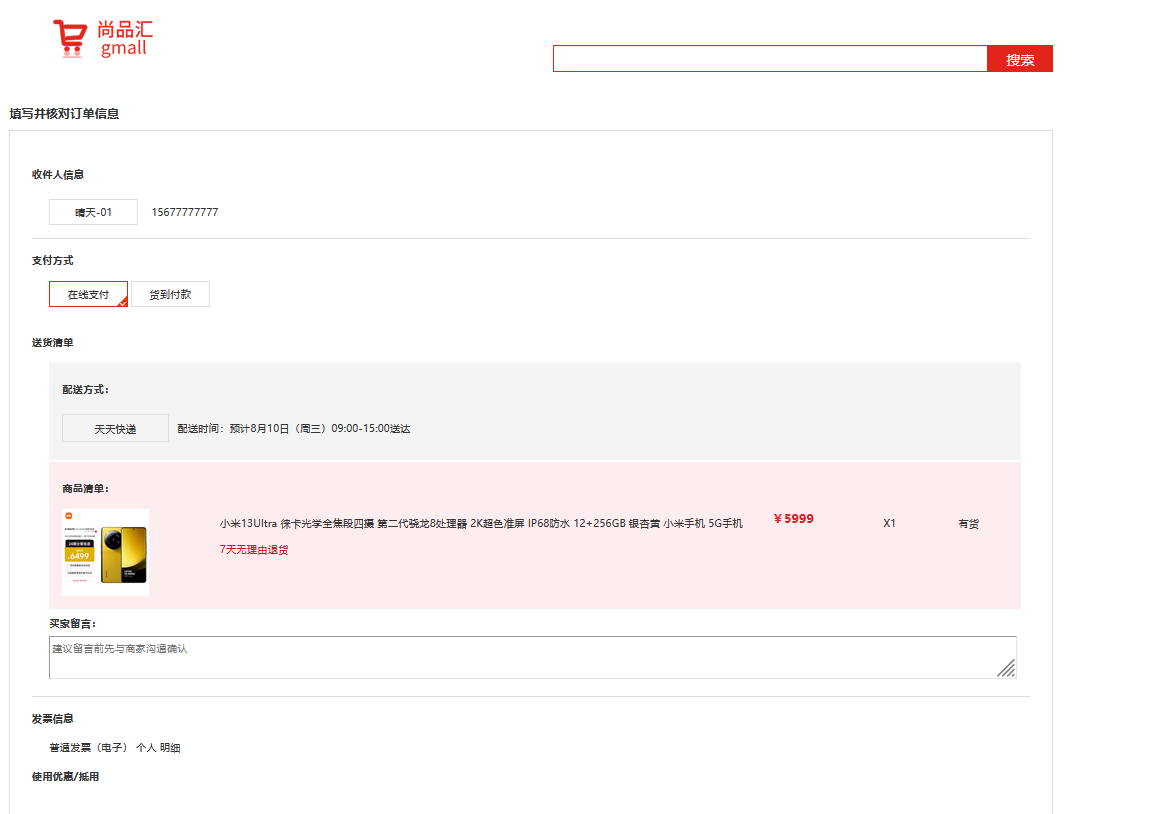 尚品汇
gmall
搜索
填写并核对订单信息
收件人信息
晴天-01 15677777777
支付方式
在线支付 货到付款
送货清单
配送方式：
天天快递 配送时间：预计8月10日（周三）09:00-15:00送达
商品清单：
小米13Ultra 徕卡光学全焦段四摄 第二代骁龙8处理器 2K超色准屏 IP68防水 12+256GB 银杏黄 小米手机 5G手机 ￥5999 X1 有货
7天无理由退货
6499
买家留言：
建议留言前先与商家沟通确认
发票信息
普通发票（电子） 个人 明细
使用优惠/抵用